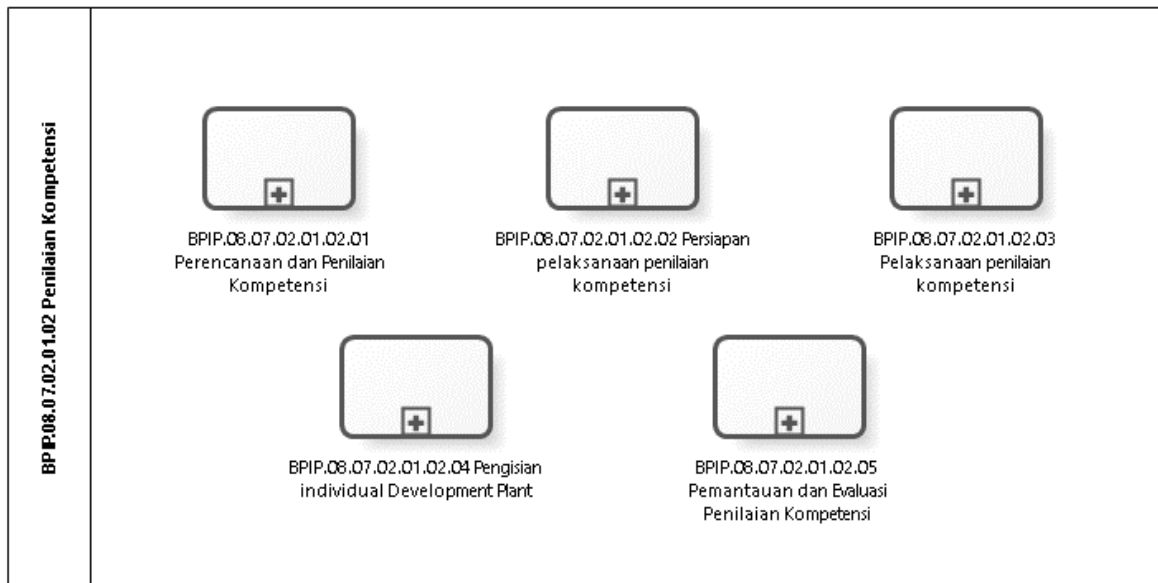 BPIP.08.07.02.01.02 Penilaian Kompetensi
BPIP.08.07.02.01.02.01
Perencanaan dan Penilaian
Kompetensi
BPIP.08.07.02.01.02.02 Persiapan
pelaksanaan penilaian
kompetensi
BPIP.08.07.02.01.02.03
Pelaksanaan penilaian
kompetensi
BPIP.08.07.02.01.02.04 Pengisian
individual Development Plant
BPIP.08.07.02.01.02.05
Pemantauan dan Evaluasi
Penilaian Kompetensi